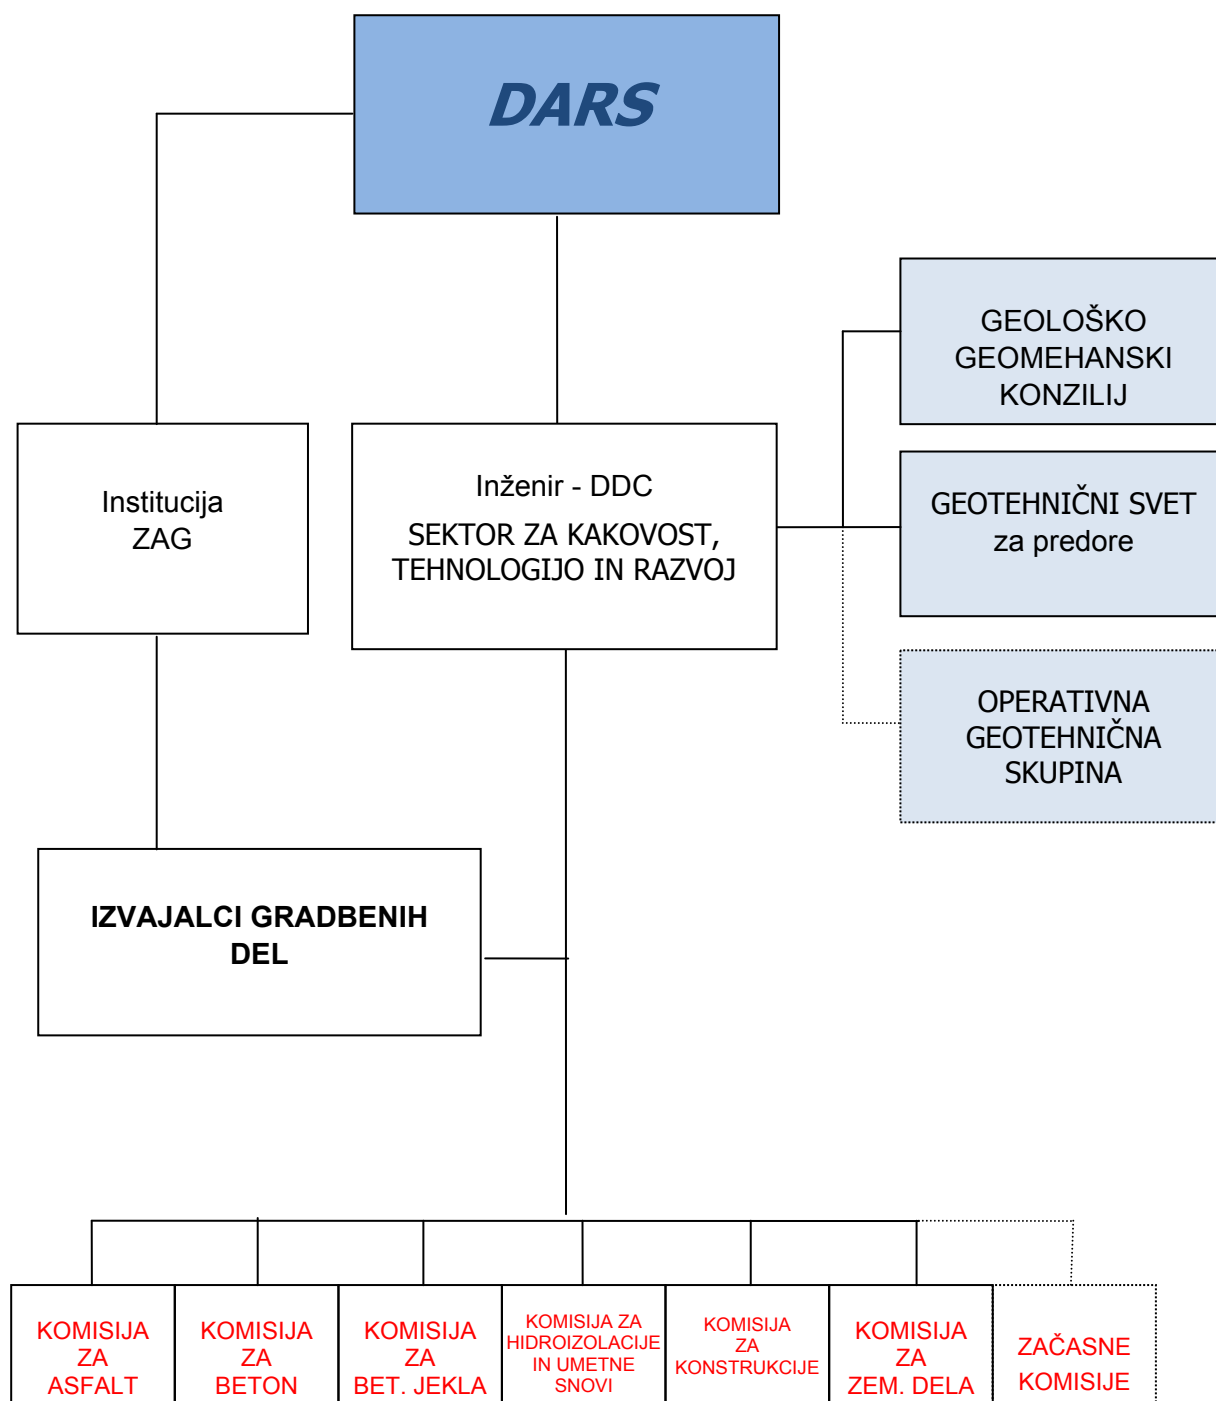 DARS
GEOLOŠKO
GEOMEHANSKI
KONZILIJ
Institucija
ZAG
Inženir - DDC
SEKTOR ZA KAKOVOST,
TEHNOLOGIJO IN RAZVOJ
GEOTEHNIČNI SVET
za predore
OPERATIVNA
GEOTEHNIČNA
SKUPINA
IZVAJALCI GRADBENIH
DEL
KOMISIJA
ZA
ASFALT
KOMISIJA
ZA
BETON
KOMISIJA
ZA
BET. JEKLA
KOMISIJA ZA
HIDROIZOLACIJE
IN UMETNE
SNOVI
KOMISIJA
ZA
KONSTRUKCIJE
KOMISIJA
ZA
ZEM. DELA
ZAČASNE
KOMISIJE